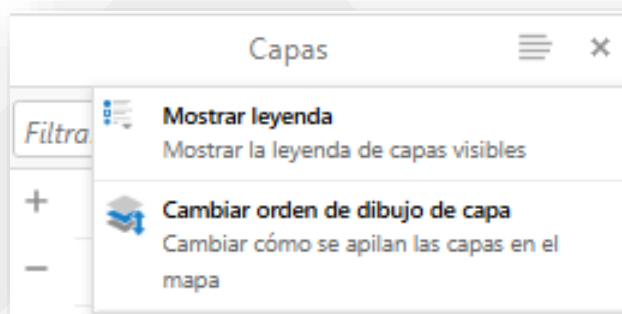 Capas
Filtra
Mostrar leyenda
Mostrar la leyenda de capas visibles
Cambiar orden de dibujo de capa
Cambiar cómo se apilan las capas en el
mapa